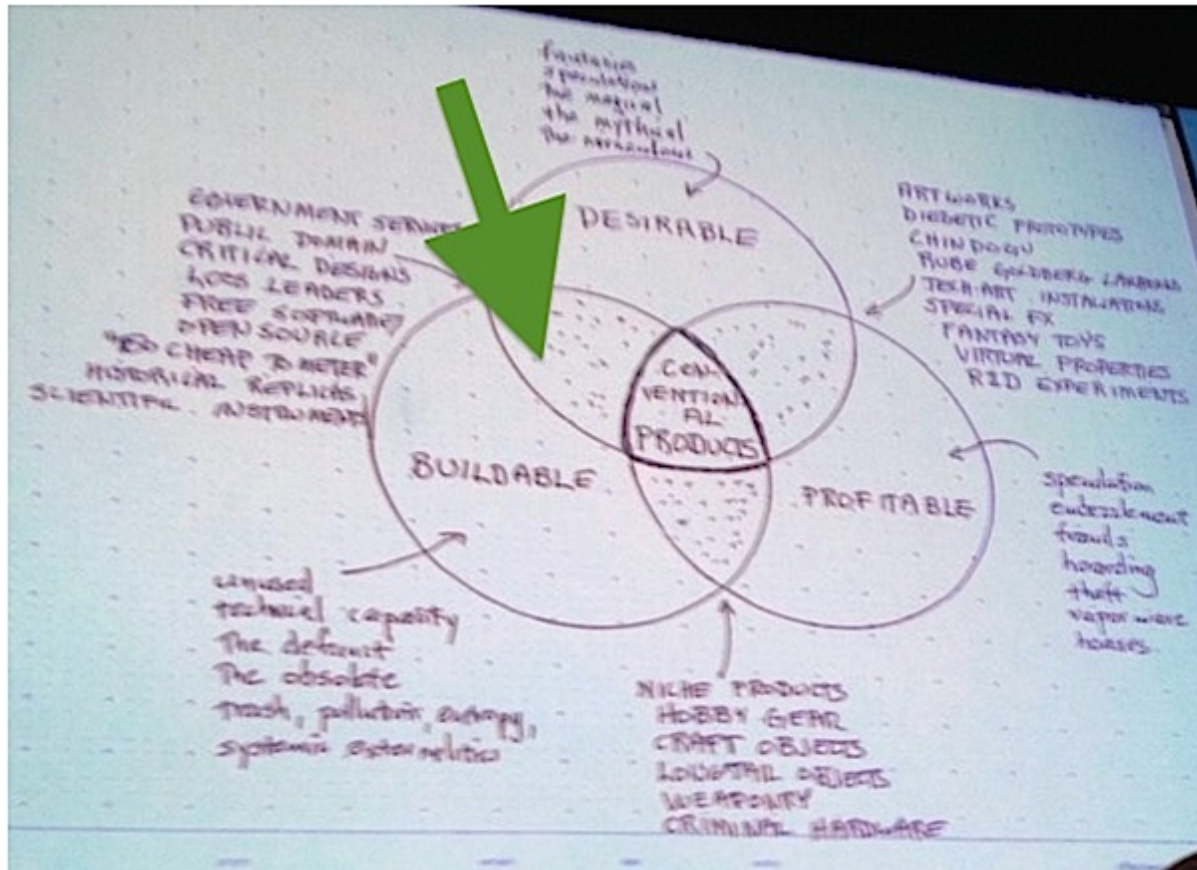 fantasies
speculations
the magical
the mythical
the miraculous
DESIRABLE
GOVERNMENT SERVICES
PUBLIC DOMAIN
CRITICAL DESIGNS
LOSS LEADERS
FREE SOFTWARE
OPEN SOURCE
"TOO CHEAP TO METER"
HISTORICAL REPLICAS
SCIENTIFIC INSTRUMENTS
ARTWORKS
DIEGETIC PROTOTYPES
CHINDOGU
RUBE GOLDBERG
TECH-ART INSTALLATIONS
SPECIAL FX
FANTASY TOYS
VIRTUAL PROPERTIES
R&D EXPERIMENTS
CON-
VENTION
AL
PRODUCTS
BUILDABLE
PROFITABLE
speculation
embezzlement
frauds
hoarding
theft
vaporware
hoaxes
unused
technical capacity
The defunct
The obsolete
trash, pollution, entropy,
systemic externalities
NICHE PRODUCTS
HOBBY GEAR
CRAFT OBJECTS
LONGTAIL OBJECTS
WEAPONRY
CRIMINAL HARDWARE